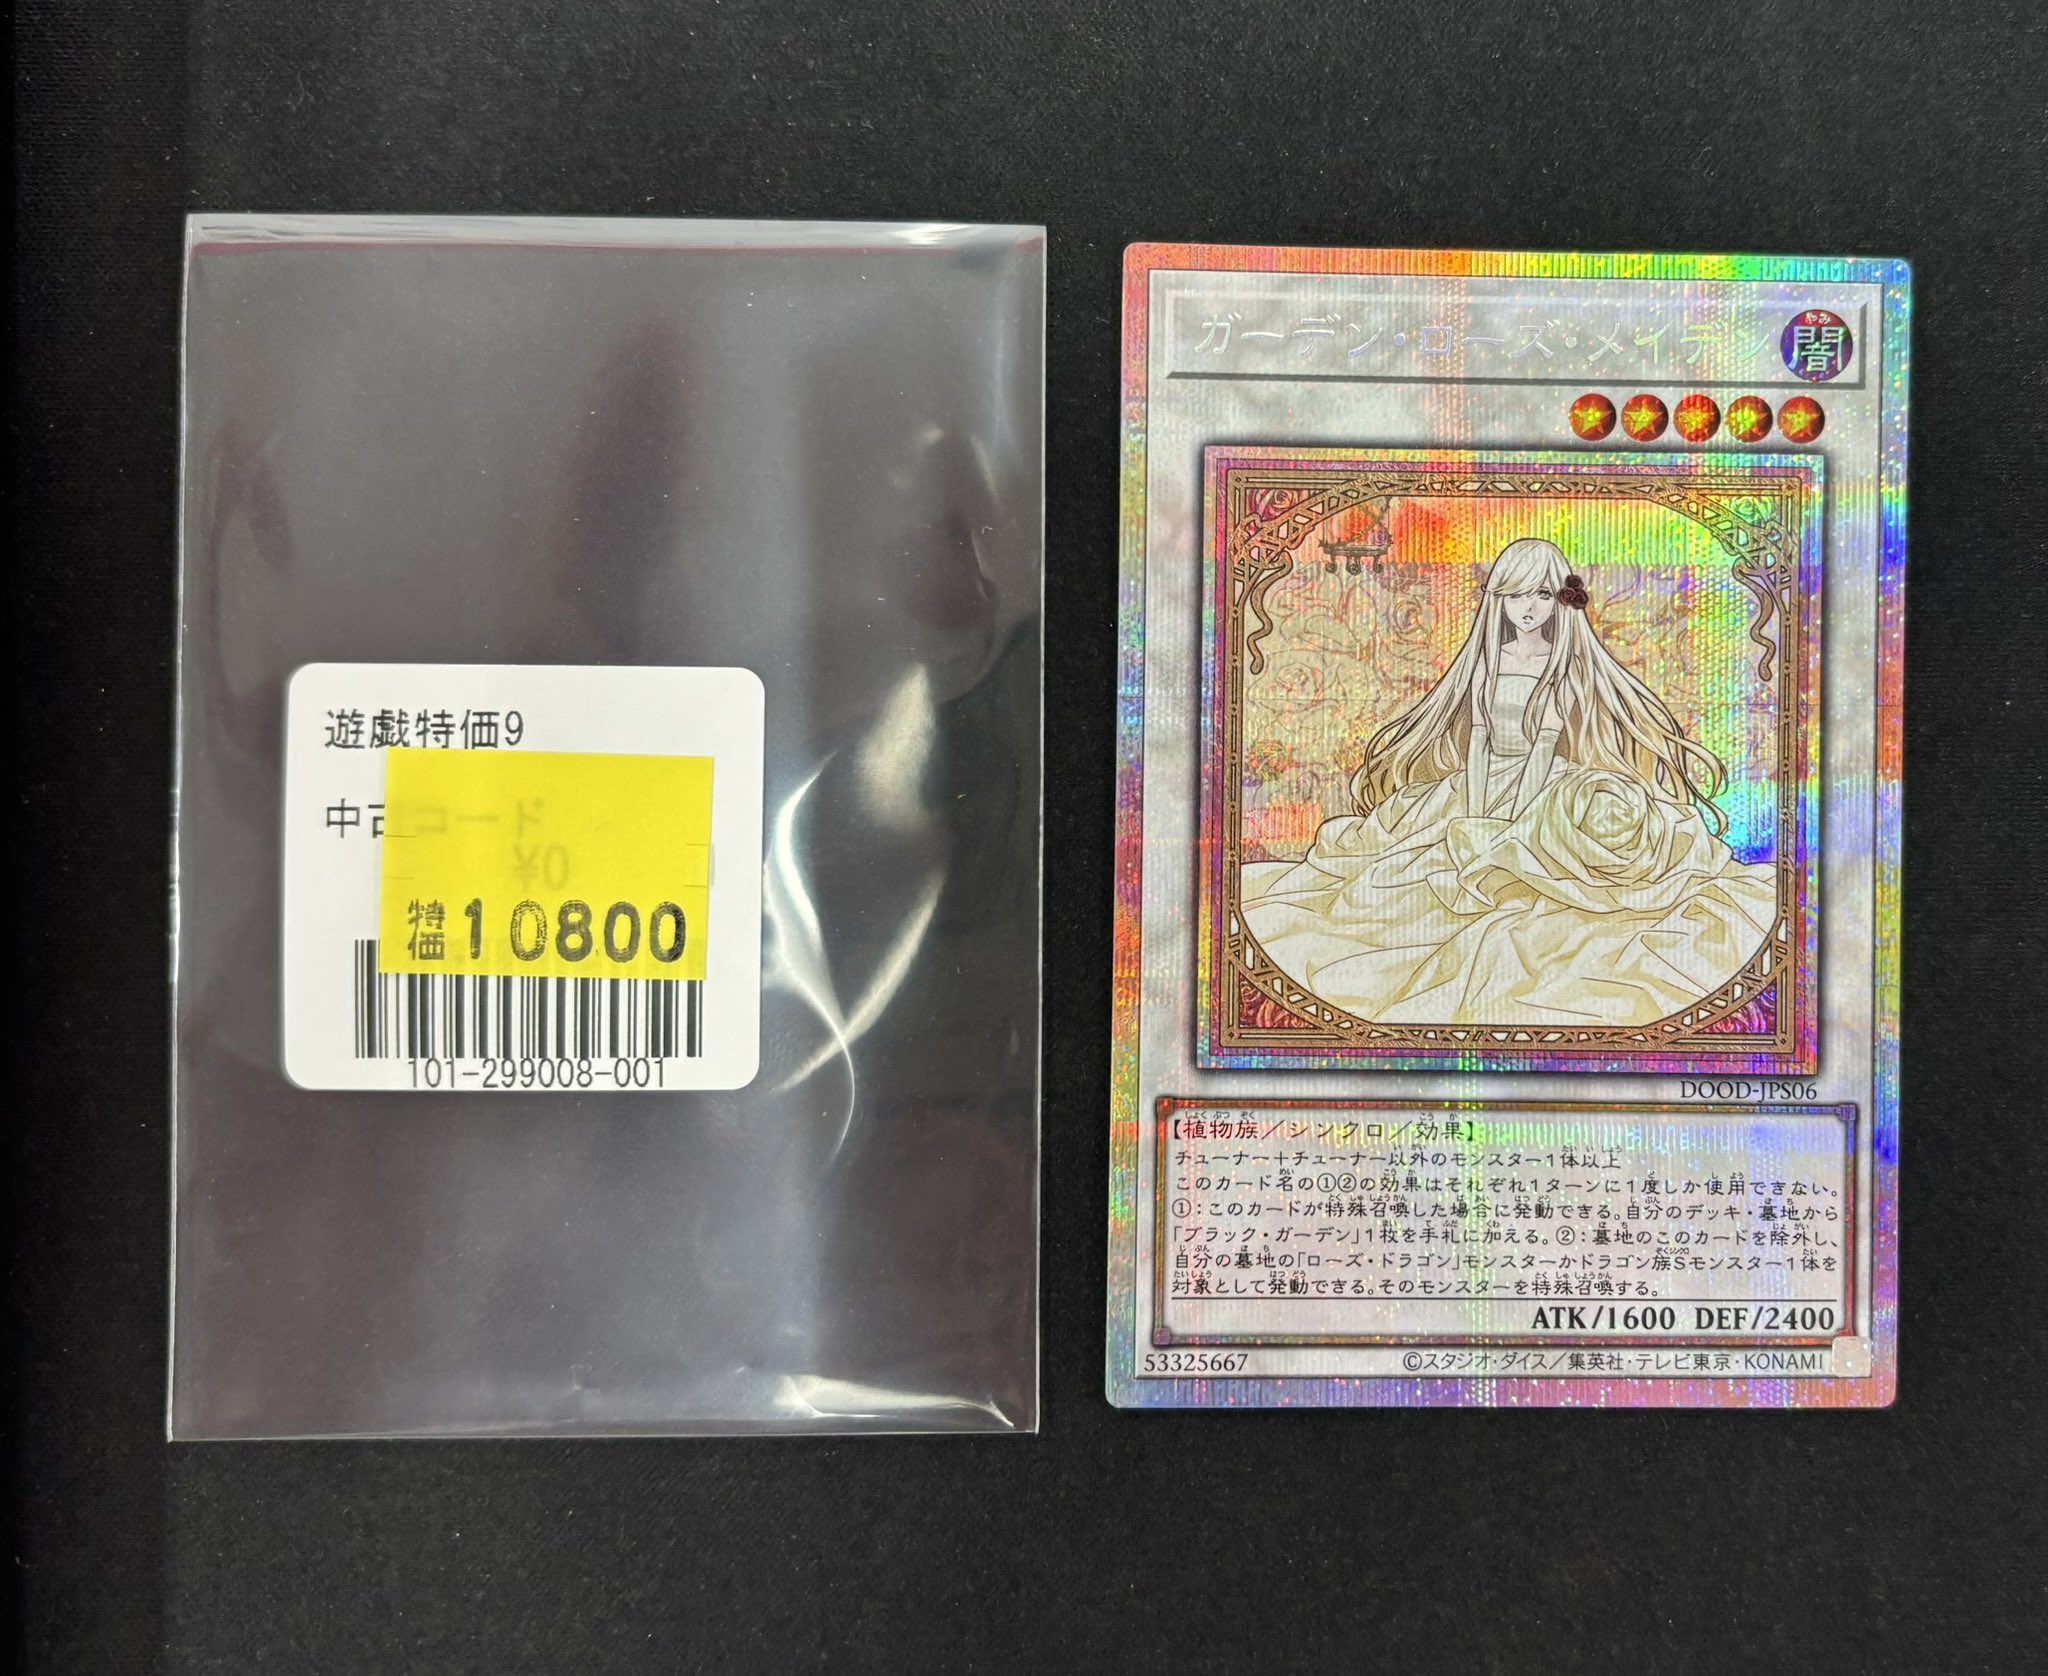 遊戯特価9
中古コード
¥0
特価10800
101-299008-001
ガーデン・ローズ・メイデン
闇
DOOD-JPS06
【植物族／シンクロ／効果】
チューナー＋チューナー以外のモンスター1体以上
このカード名の①②の効果はそれぞれ1ターンに1度しか使用できない。
①：このカードが特殊召喚した場合に発動できる。自分のデッキ・墓地から
「ブラック・ガーデン」1枚を手札に加える。②：墓地のこのカードを除外し、
自分の墓地の「ローズ・ドラゴン」モンスターかドラゴン族Sモンスター1体を
対象として発動できる。そのモンスターを特殊召喚する。
ATK/1600 DEF/2400
53325667
©スタジオ・ダイス／集英社・テレビ東京・KONAMI